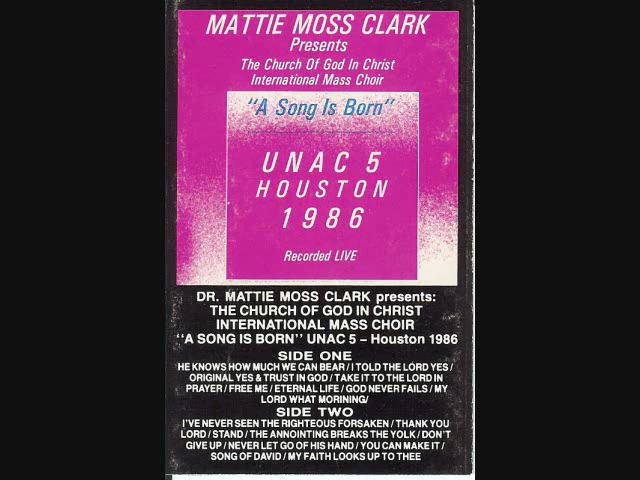 MATTIE MOSS CLARK
Presents
The Church Of God In Christ
International Mass Choir
"A Song Is Born"
UNAC 5
HOUSTON
1986
Recorded LIVE
DR. MATTIE MOSS CLARK presents:
THE CHURCH OF GOD IN CHRIST
INTERNATIONAL MASS CHOIR
"A SONG IS BORN" UNAC 5 – Houston 1986
SIDE ONE
HE KNOWS HOW MUCH WE CAN BEAR / I TOLD THE LORD YES /
ORIGINAL YES & TRUST IN GOD / TAKE IT TO THE LORD IN
PRAYER / FREE ME / ETERNAL LIFE / GOD NEVER FAILS / MY
LORD WHAT MORINING/
SIDE TWO
I'VE NEVER SEEN THE RIGHTEOUS FORSAKEN / THANK YOU
LORD / STAND / THE ANNOINTING BREAKS THE YOLK / DON'T
GIVE UP / NEVER LET GO OF HIS HAND / YOU CAN MAKE IT /
SONG OF DAVID / MY FAITH LOOKS UP TO THEE